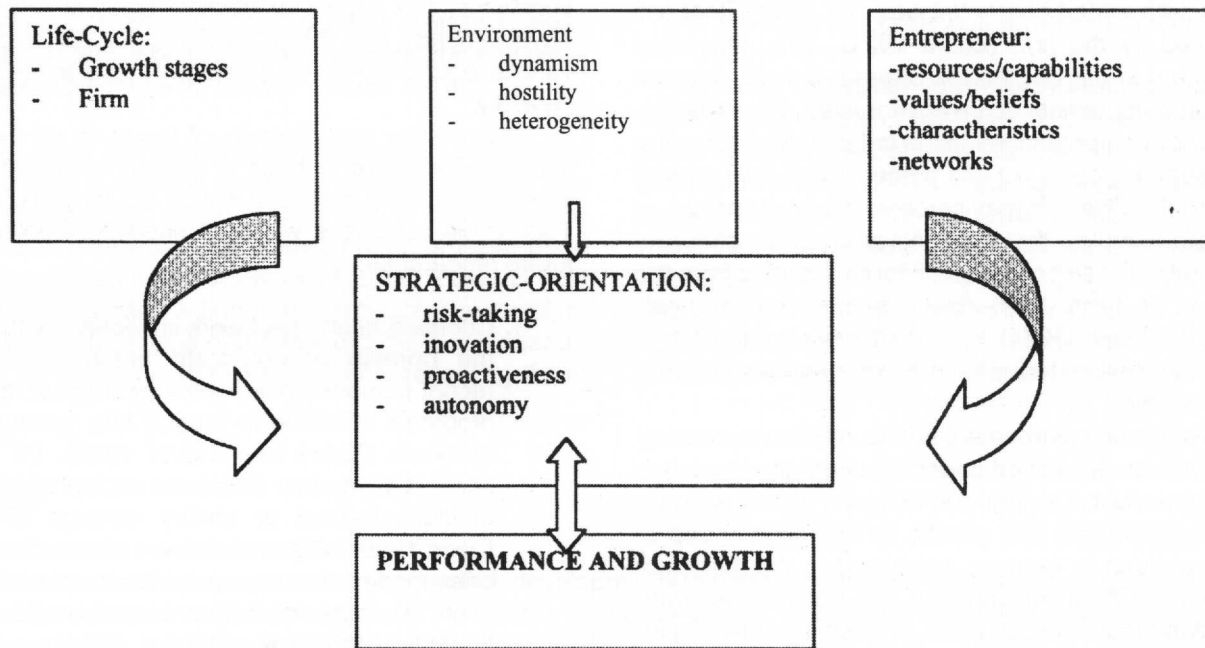 Life-Cycle:
- Growth stages
- Firm
Environment
- dynamism
- hostility
- heterogeneity
Entrepreneur:
-resources/capabilities
-values/beliefs
-charactheristics
-networks
STRATEGIC-ORIENTATION:
- risk-taking
- inovation
- proactiveness
- autonomy
PERFORMANCE AND GROWTH